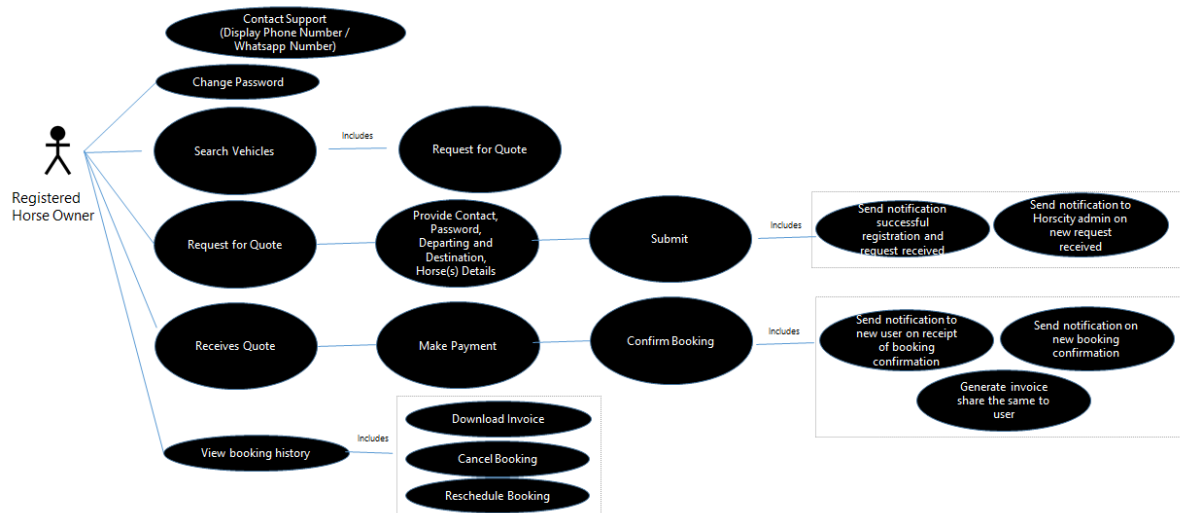 Contact Support
(Display Phone Number /
Whatsapp Number)
Change Password
Registered
Horse Owner
Search Vehicles
Includes
Request for Quote
Request for Quote
Provide Contact,
Password,
Departing and
Destination,
Horse(s) Details
Submit
Includes
Send notification
successful
registration and
request received
Send notification to
Horscity admin on
new request
received
Receives Quote
Make Payment
Confirm Booking
Includes
Send notification to
new user on receipt
of booking
confirmation
Send notification on
new booking
confirmation
Generate invoice
share the same to
user
View booking history
Includes
Download Invoice
Cancel Booking
Reschedule Booking